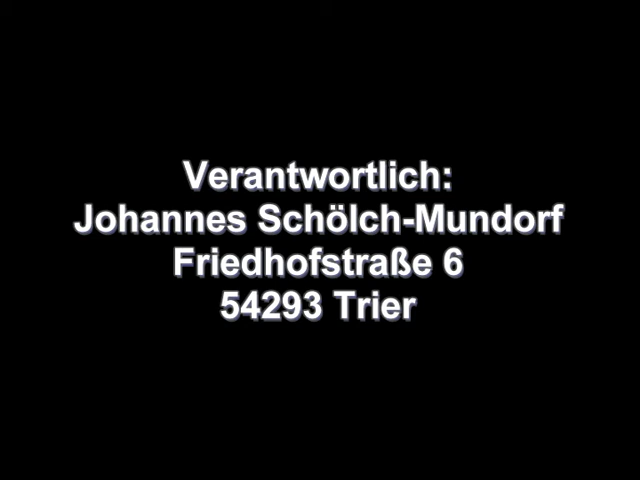 Verantwortlich:
Johannes Schölch-Mundorf
Friedhofstraße 6
54293 Trier